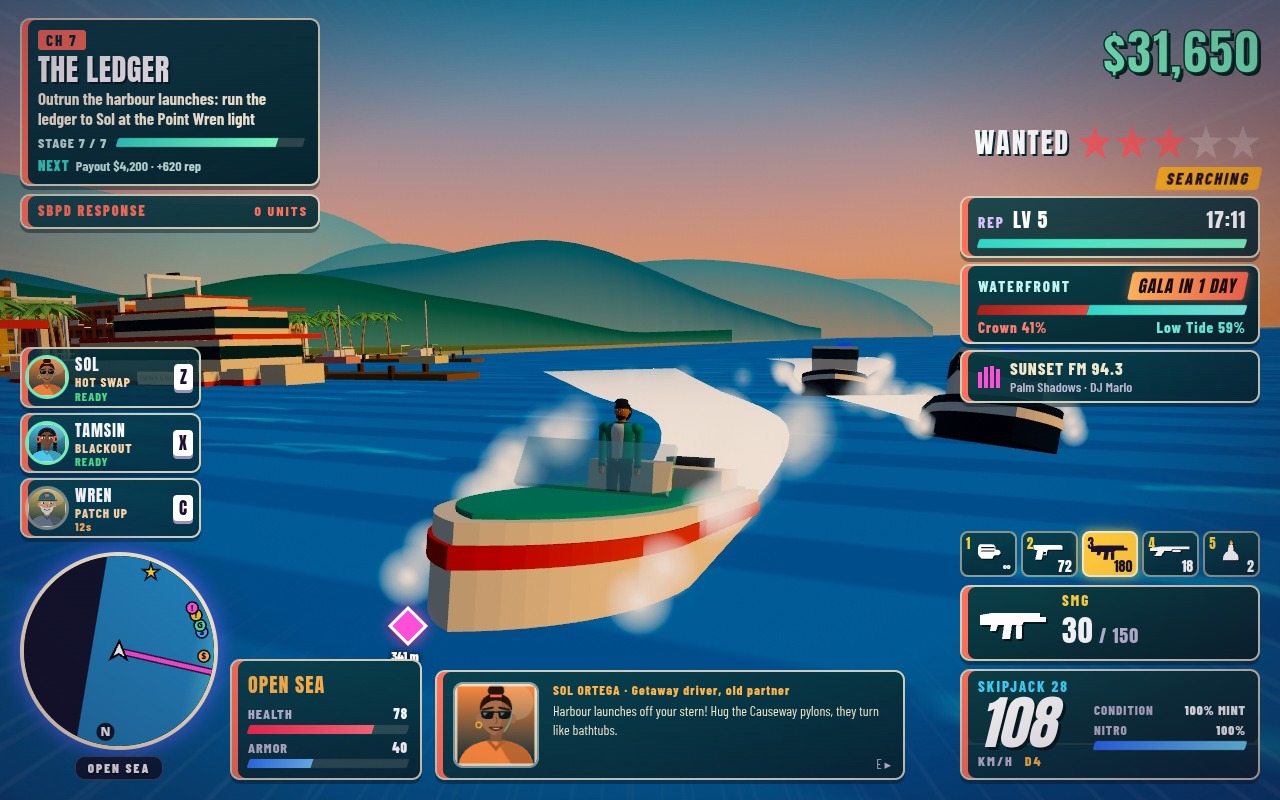 CH 7
THE LEDGER
Outrun the harbour launches: run the
ledger to Sol at the Point Wren light
STAGE 7 / 7
NEXT Payout $4,200 · +620 rep
SBPD RESPONSE 0 UNITS
$31,650
WANTED
SEARCHING
REP LV 5 17:11
WATERFRONT GALA IN 1 DAY
Crown 41% Low Tide 59%
SUNSET FM 94.3
Palm Shadows · DJ Marlo
SOL
HOT SWAP
READY
Z
TAMSIN
BLACKOUT
READY
X
WREN
PATCH UP
12s
C
N
OPEN SEA
341 m
OPEN SEA
HEALTH 78
ARMOR 40
SOL ORTEGA · Getaway driver, old partner
Harbour launches off your stern! Hug the Causeway pylons, they turn
like bathtubs.
E ▸
1 ∞
2 72
3 180
4 18
5 2
SMG
30 / 150
SKIPJACK 28
108
KM/H D4
CONDITION 100% MINT
NITRO 100%